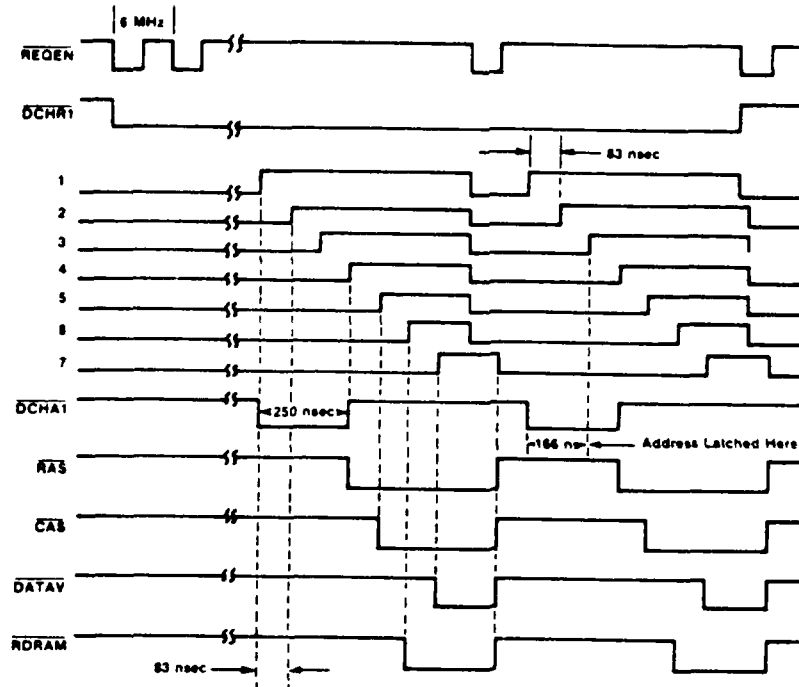 6 MHz
REQEN
DCHR1
83 nsec
1
2
3
4
5
6
7
DCHA1
250 nsec
166 ns
Address Latched Here
RAS
CAS
DATAV
RDRAM
83 nsec